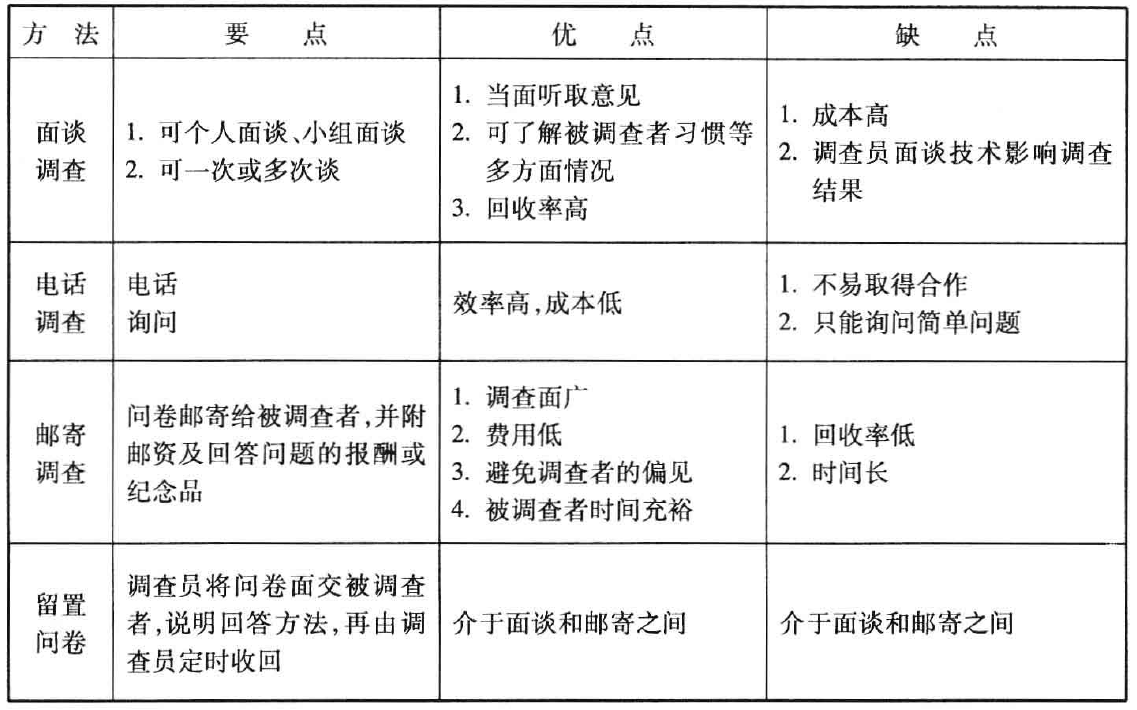 方 法 要 点 优 点 缺 点
面谈
调查
1. 可个人面谈、小组面谈
2. 可一次或多次谈
1. 当面听取意见
2. 可了解被调查者习惯等
多方面情况
3. 回收率高
1. 成本高
2. 调查员面谈技术影响调查
结果
电话
调查
电话
询问
效率高,成本低
1. 不易取得合作
2. 只能询问简单问题
邮寄
调查
问卷邮寄给被调查者,并附
邮资及回答问题的报酬或
纪念品
1. 调查面广
2. 费用低
3. 避免调查者的偏见
4. 被调查者时间充裕
1. 回收率低
2. 时间长
留置
问卷
调查员将问卷面交被调查
者,说明回答方法,再由调
查员定时收回
介于面谈和邮寄之间
介于面谈和邮寄之间